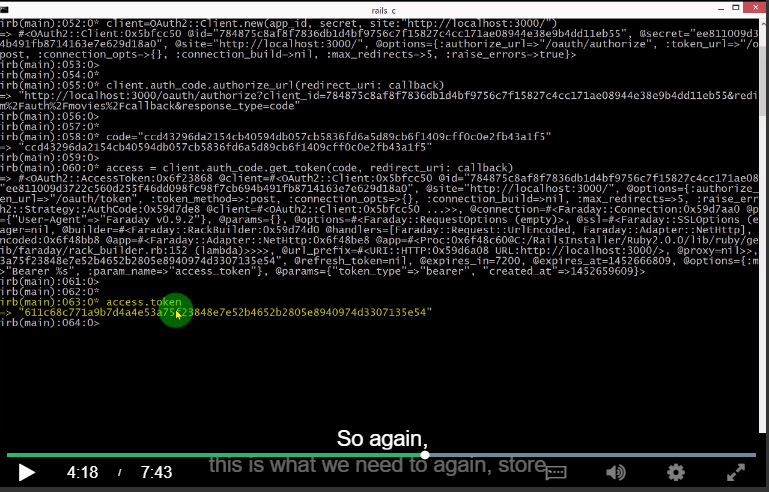 rails c
irb(main):052:0* client=OAuth2::Client.new(app_id, secret, site:"http://localhost:3000/")
=> #<OAuth2::Client:0x5bfcc50 @id="784875c8af8f7836db1d4bf9756c7f15827c4cc171ae08944e38e9b4dd11eb55", @secret="ee811009d3
4b491fb8714163e7e629d18a0", @site="http://localhost:3000/", @options={:authorize_url=>"/oauth/authorize", :token_url=>"/o
post, :connection_opts=>{}, :connection_build=>nil, :max_redirects=>5, :raise_errors=>true}>
irb(main):053:0>
irb(main):054:0*
irb(main):055:0* client.auth_code.authorize_url(redirect_uri: callback)
=> "http://localhost:3000/oauth/authorize?client_id=784875c8af8f7836db1d4bf9756c7f15827c4cc171ae08944e38e9b4dd11eb55&redi
m%2Fauth%2Fmovies%2Fcallback&response_type=code"
irb(main):056:0>
irb(main):057:0*
irb(main):058:0* code="ccd43296da2154cb40594db057cb5836fd6a5d89cb6f1409cff0c0e2fb43a1f5"
=> "ccd43296da2154cb40594db057cb5836fd6a5d89cb6f1409cff0c0e2fb43a1f5"
irb(main):059:0>
irb(main):060:0* access = client.auth_code.get_token(code, redirect_uri: callback)
=> #<OAuth2::AccessToken:0x6f23868 @client=#<OAuth2::Client:0x5bfcc50 @id="784875c8af8f7836db1d4bf9756c7f15827c4cc171ae08
"ee811009d3722c560d255f46dd098fc98f7cb694b491fb8714163e7e629d18a0", @site="http://localhost:3000/", @options={:authorize_
en_url=>"/oauth/token", :token_method=>:post, :connection_opts=>{}, :connection_build=>nil, :max_redirects=>5, :raise_err
h2::Strategy::AuthCode:0x59d7de8 @client=#<OAuth2::Client:0x5bfcc50 ...>>, @connection=#<Faraday::Connection:0x59d7aa0 @p
={"User-Agent"=>"Faraday v0.9.2"}, @params={}, @options=#<Faraday::RequestOptions (empty)>, @ssl=#<Faraday::SSLOptions (e
ager=nil, @builder=#<Faraday::RackBuilder:0x59d74d0 @handlers=[Faraday::Request::UrlEncoded, Faraday::Adapter::NetHttp],
ncoded:0x6f48bb8 @app=#<Faraday::Adapter::NetHttp:0x6f48be8 @app=#<Proc:0x6f48c60@C:/RailsInstaller/Ruby2.0.0/lib/ruby/ge
ib/faraday/rack_builder.rb:152 (lambda)>>>>, @url_prefix=#<URI::HTTP:0x59d6a08 URL:http://localhost:3000/>, @proxy=nil>>,
3a75f23848e7e52b4652b2805e8940974d3307135e54", @refresh_token=nil, @expires_in=7200, @expires_at=1452666809, @options={:m
>"Bearer %s", :param_name=>"access_token"}, @params={"token_type"=>"bearer", "created_at"=>1452659609}>
irb(main):061:0>
irb(main):062:0*
irb(main):063:0* access.token
=> "611c68c771a9b7d4a4e53a75f23848e7e52b4652b2805e8940974d3307135e54"
irb(main):064:0>
So again,
this is what we need to again, store
4:18 / 7:43